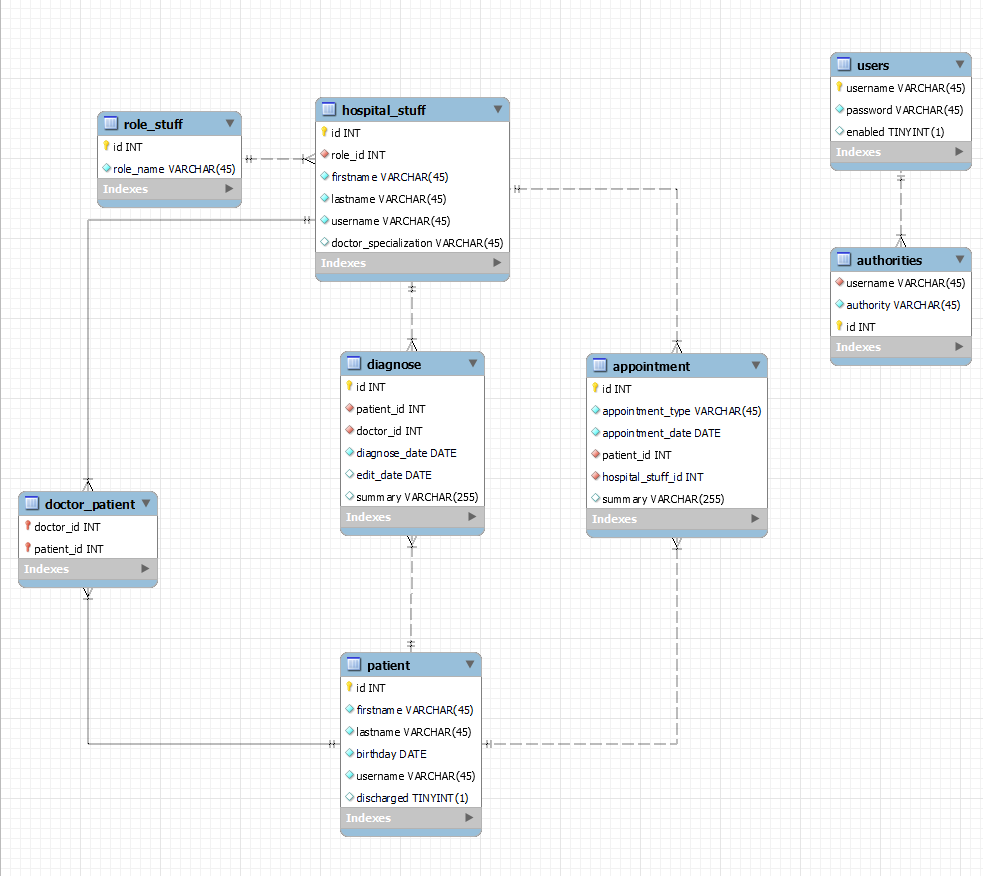 role_stuff
id INT
role_name VARCHAR(45)
Indexes
hospital_stuff
id INT
role_id INT
firstname VARCHAR(45)
lastname VARCHAR(45)
username VARCHAR(45)
doctor_specialization VARCHAR(45)
Indexes
users
username VARCHAR(45)
password VARCHAR(45)
enabled TINYINT(1)
Indexes
authorities
username VARCHAR(45)
authority VARCHAR(45)
id INT
Indexes
diagnose
id INT
patient_id INT
doctor_id INT
diagnose_date DATE
edit_date DATE
summary VARCHAR(255)
Indexes
appointment
id INT
appointment_type VARCHAR(45)
appointment_date DATE
patient_id INT
hospital_stuff_id INT
summary VARCHAR(255)
Indexes
doctor_patient
doctor_id INT
patient_id INT
Indexes
patient
id INT
firstname VARCHAR(45)
lastname VARCHAR(45)
birthday DATE
username VARCHAR(45)
discharged TINYINT(1)
Indexes